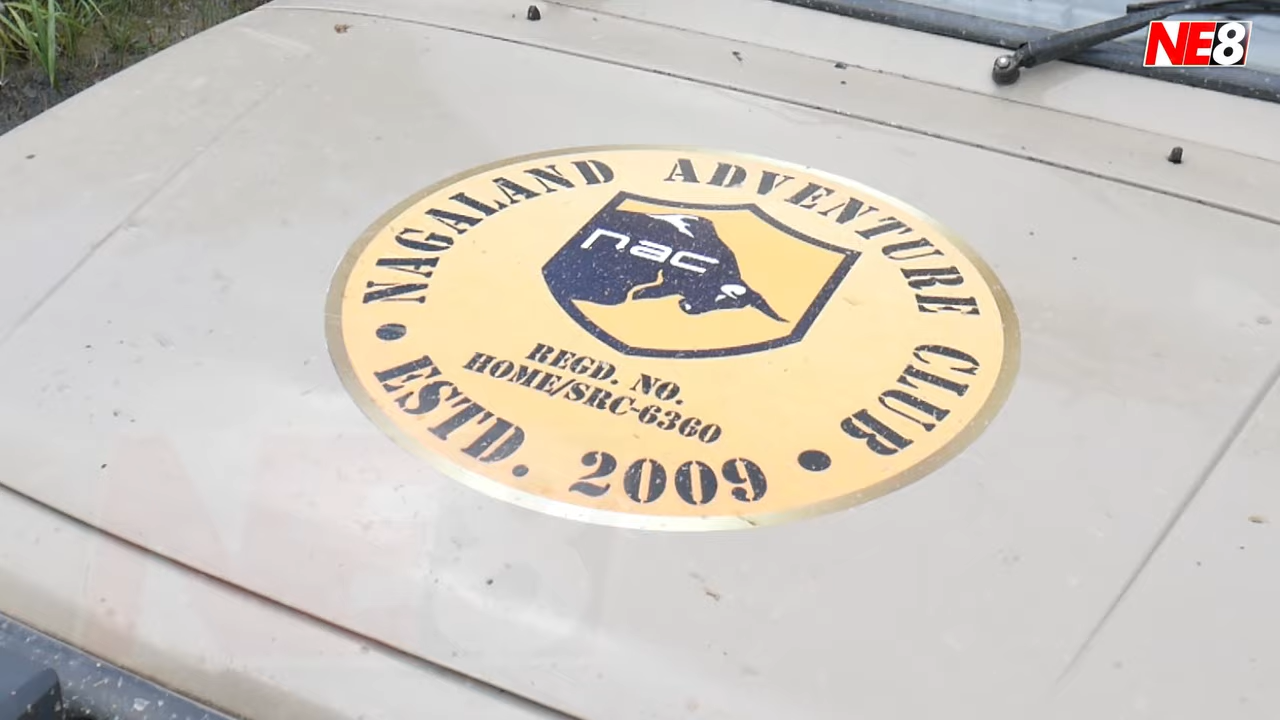 NE8
NAGALAND ADVENTURE CLUB
nac
REGD. NO.
HOME/SRC-6360
ESTD. 2009